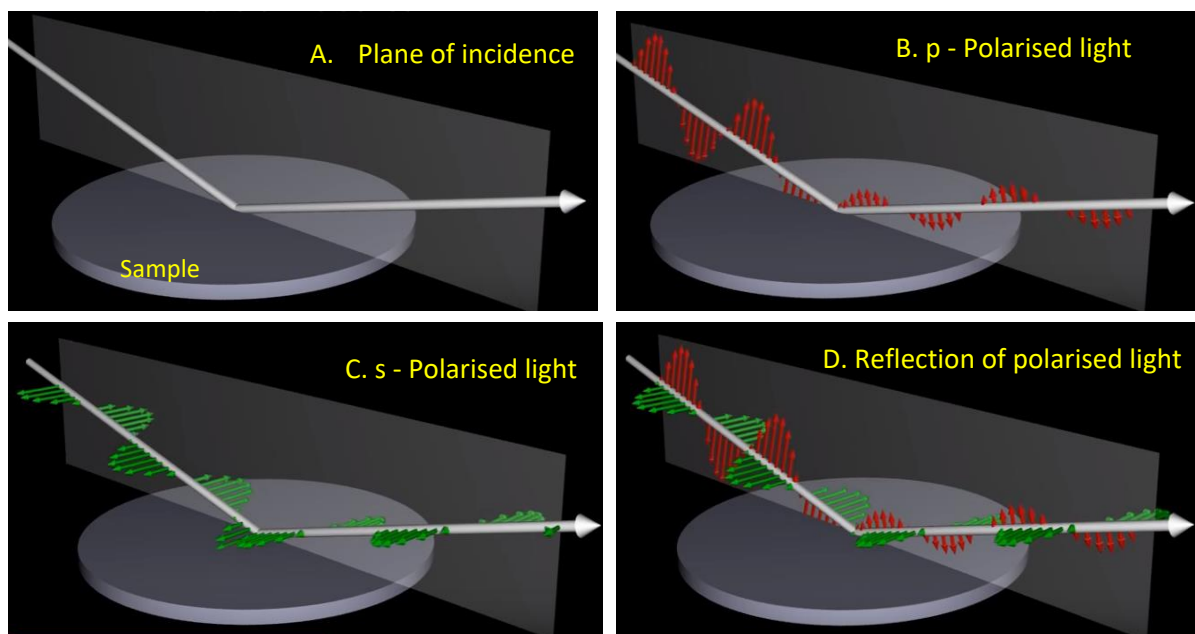 A. Plane of incidence
Sample
B. p - Polarised light
C. s - Polarised light
D. Reflection of polarised light